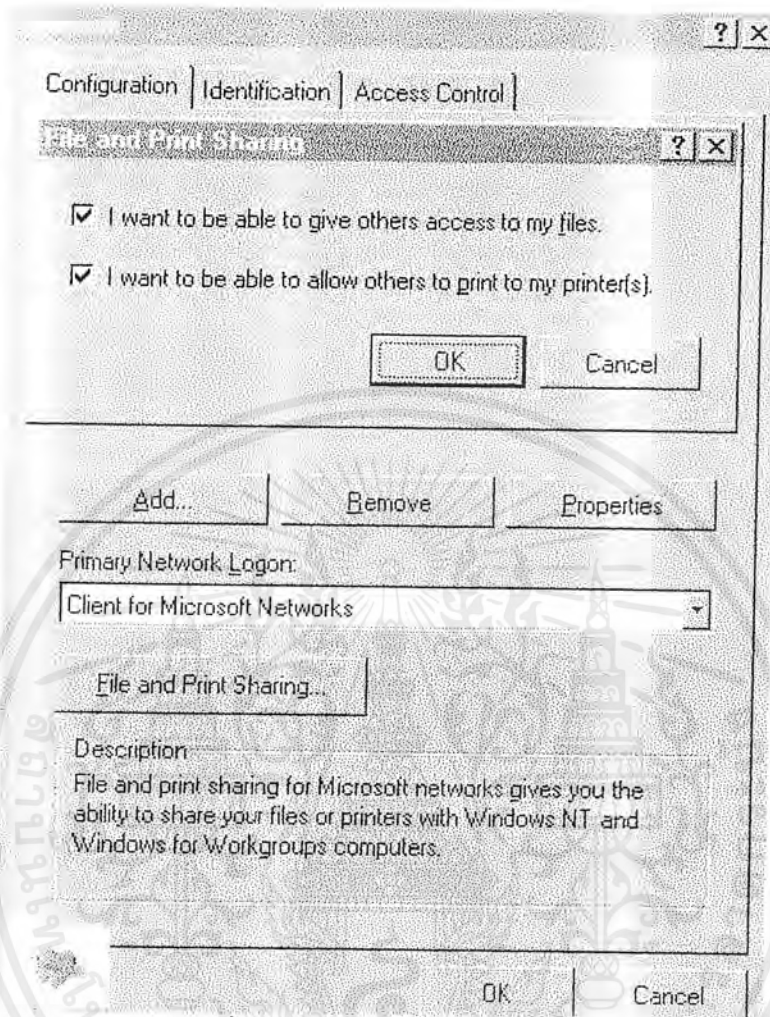 Configuration Identification Access Control
File and Print Sharing
I want to be able to give others access to my files.
I want to be able to allow others to print to my printer(s).
OK Cancel
Add... Remove Properties
Primary Network Logon:
Client for Microsoft Networks
File and Print Sharing...
Description
File and print sharing for Microsoft networks gives you the
ability to share your files or printers with Windows NT and
Windows for Workgroups computers.
OK Cancel